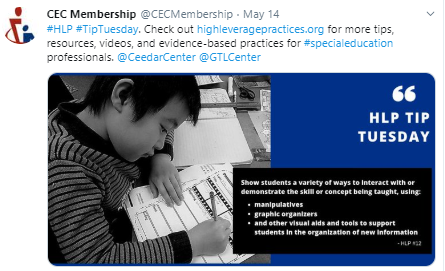 CEC Membership @CECMembership · May 14
#HLP #TipTuesday. Check out highleveragepractices.org for more tips,
resources, videos, and evidence-based practices for #specialeducation
professionals. @CeedarCenter @GTLCenter
“
HLP TIP
TUESDAY
Show students a variety of ways to interact with or
demonstrate the skill or concept being taught, using:
• manipulatives
• graphic organizers
• and other visual aids and tools to support
students in the organization of new information
- HLP #12